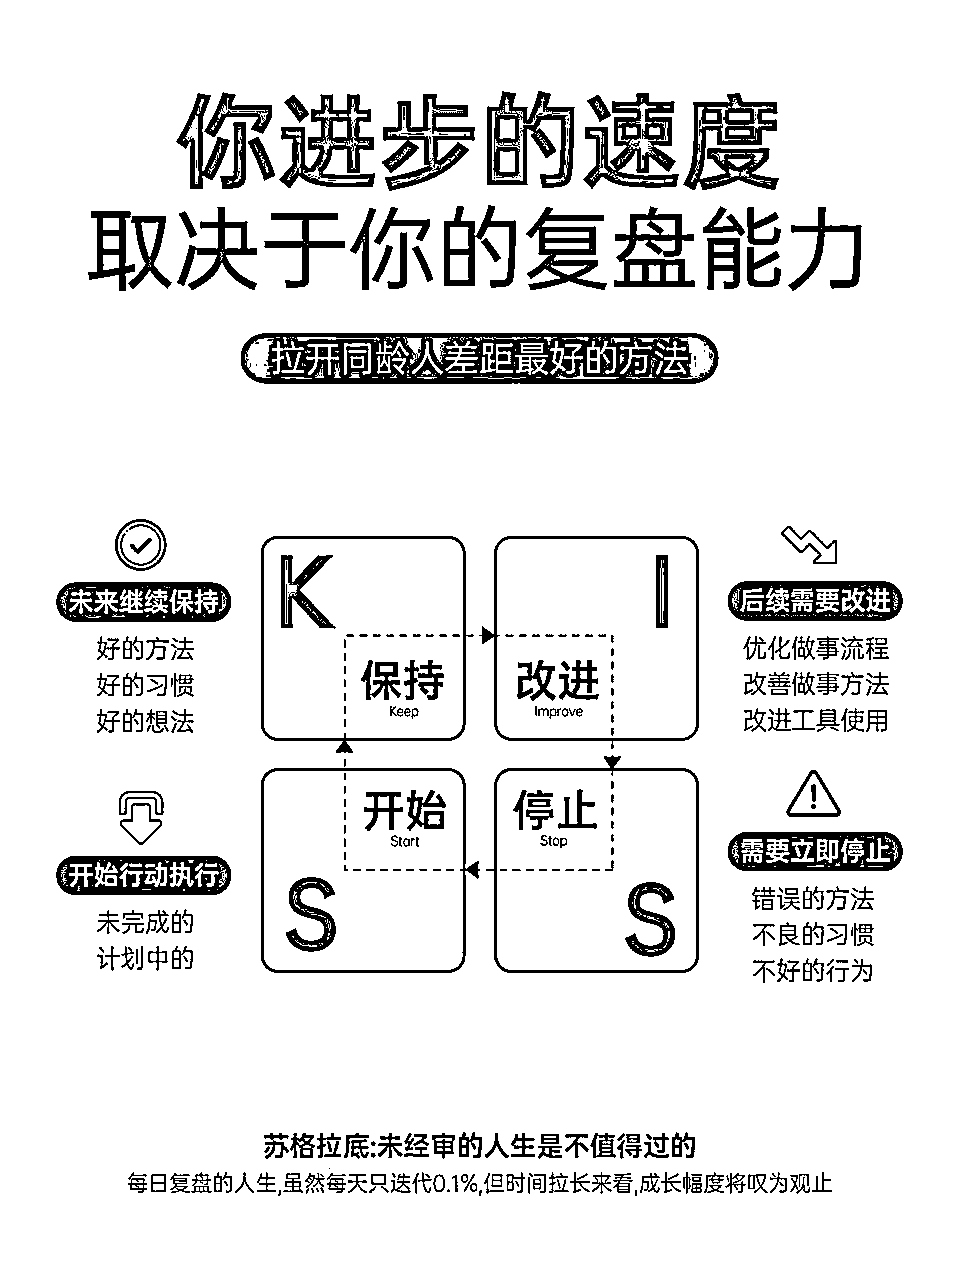 你进步的速度
取决于你的复盘能力
拉开同龄人差距最好的方法
未来继续保持
好的方法
好的习惯
好的想法
K
保持
Keep
I
改进
Improve
后续需要改进
优化做事流程
改善做事方法
改进工具使用
开始行动执行
未完成的
计划中的
开始
Start
S
停止
Stop
S
需要立即停止
错误的方法
不良的习惯
不好的行为
苏格拉底:未经审的人生是不值得过的
每日复盘的人生,虽然每天只迭代0.1%,但时间拉长来看,成长幅度将叹为观止